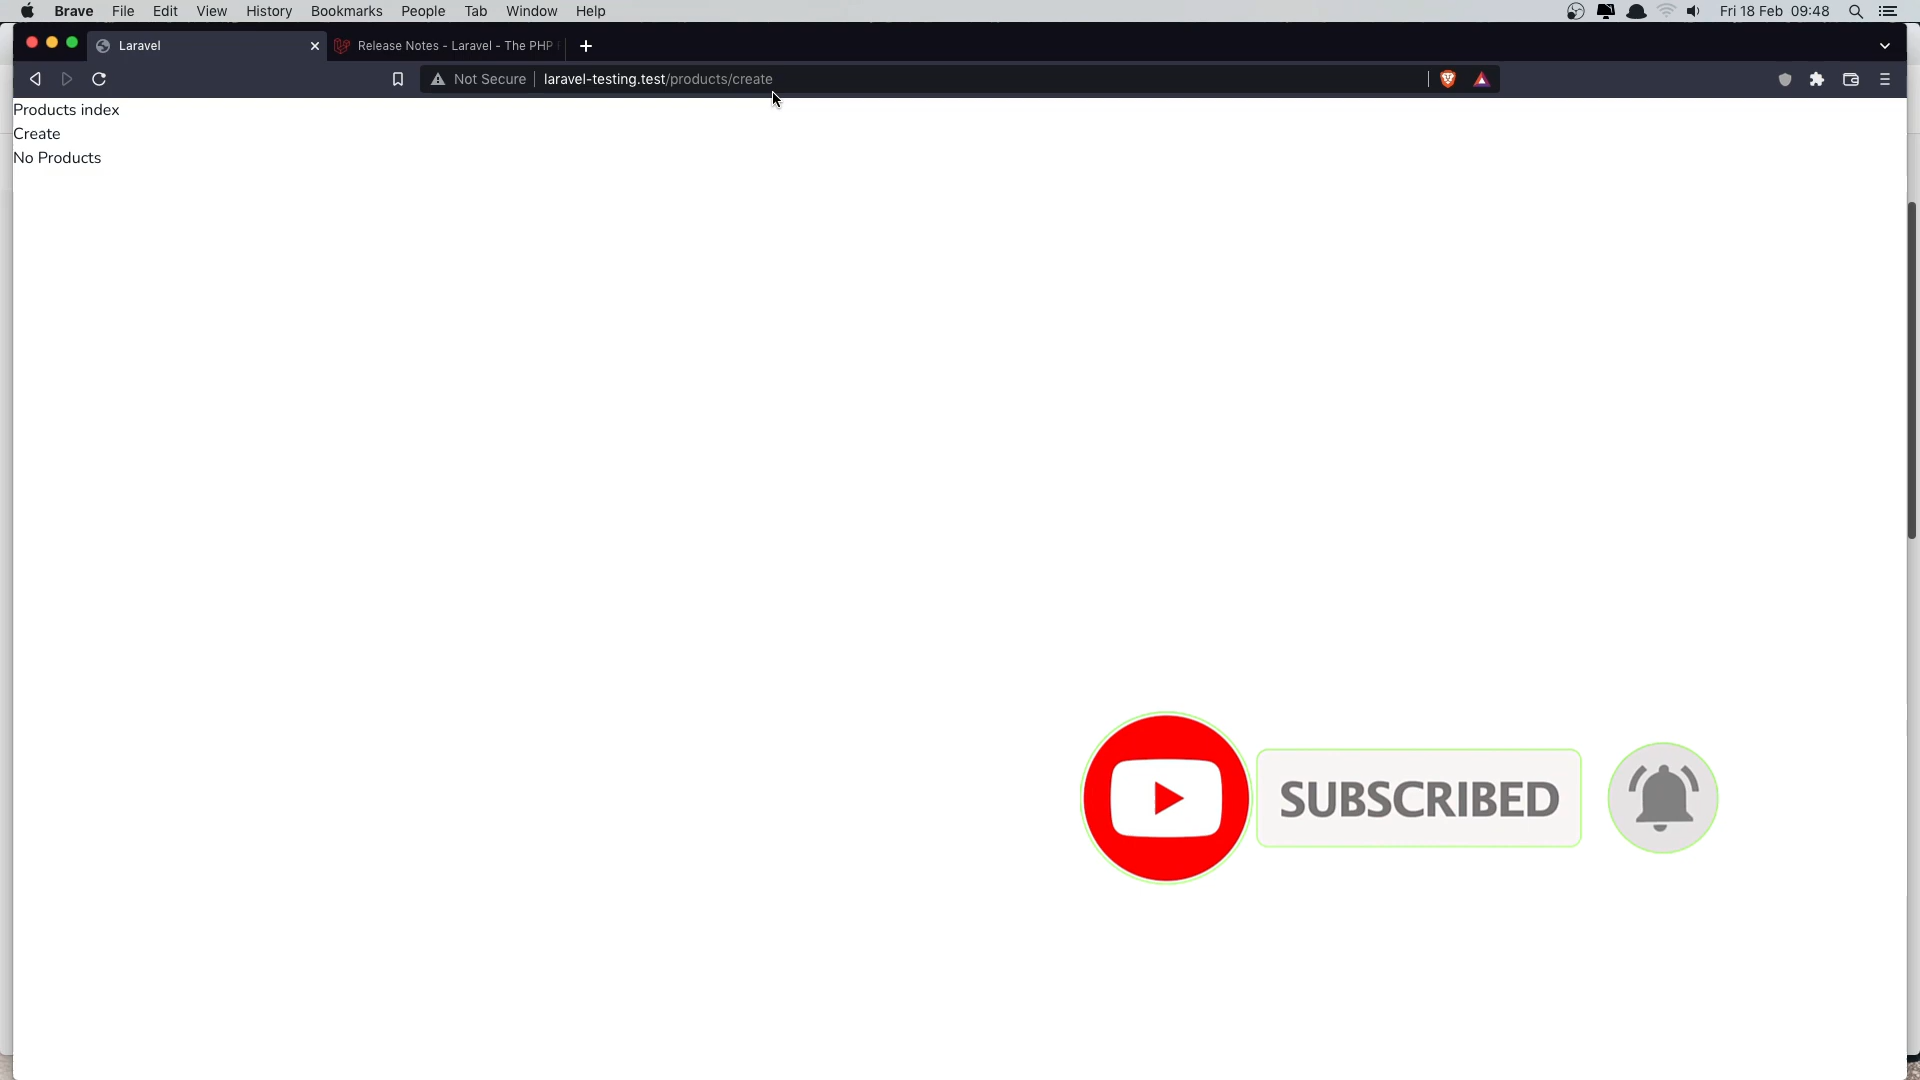 Brave File Edit View History Bookmarks People Tab Window Help Fri 18 Feb 09:48
Laravel Release Notes - Laravel - The PHP
Not Secure laravel-testing.test/products/create
Products index
Create
No Products
SUBSCRIBED